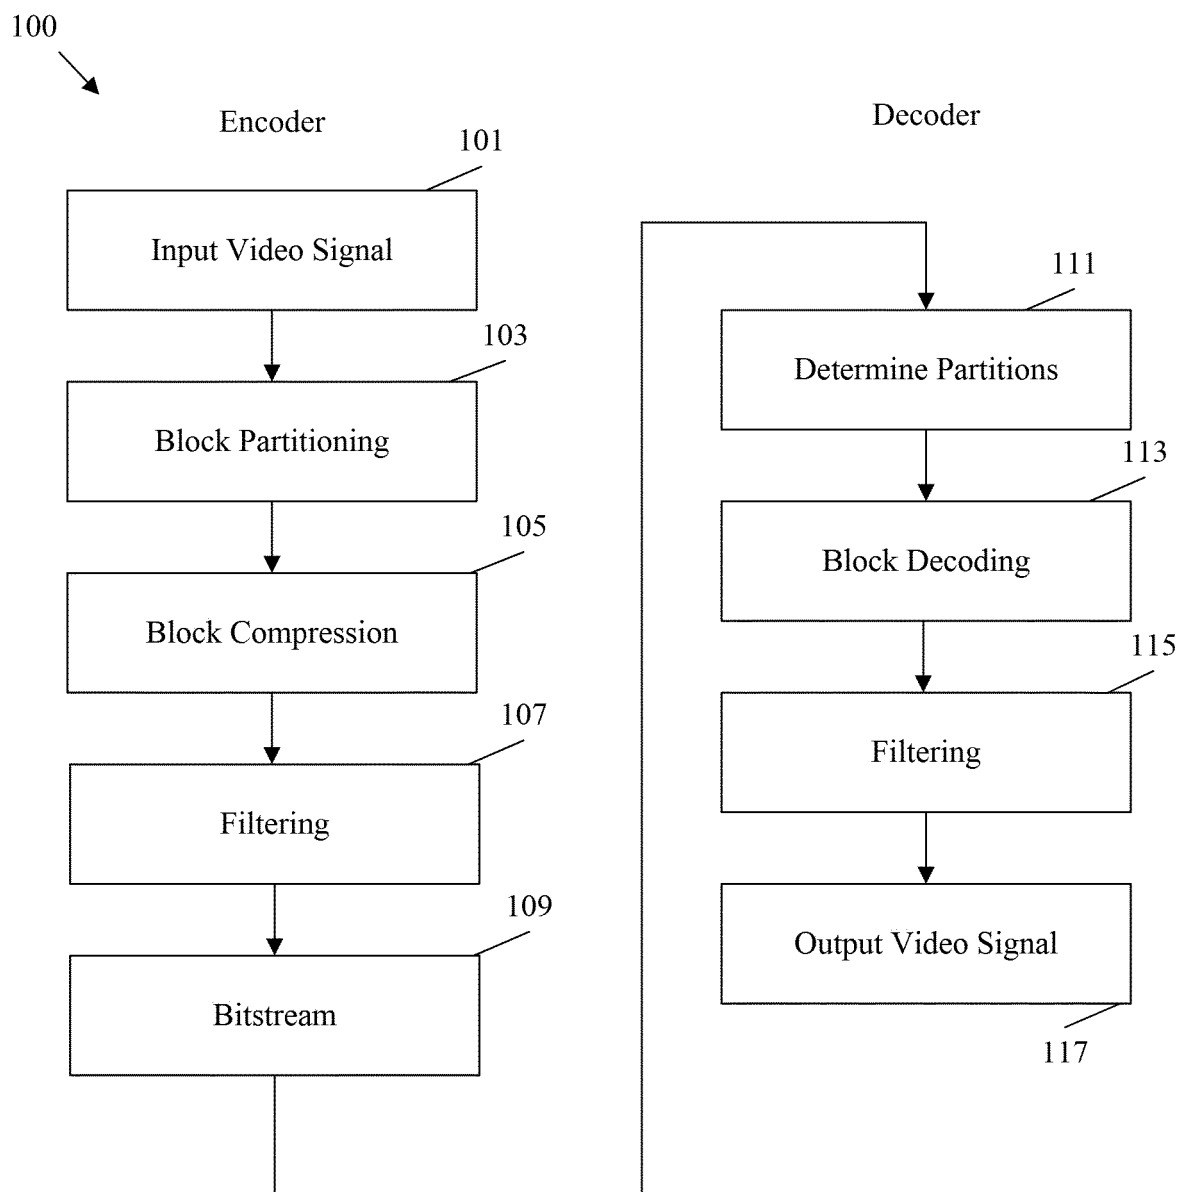 100
Encoder
101
Input Video Signal
103
Block Partitioning
105
Block Compression
107
Filtering
109
Bitstream
Decoder
111
Determine Partitions
113
Block Decoding
115
Filtering
Output Video Signal
117